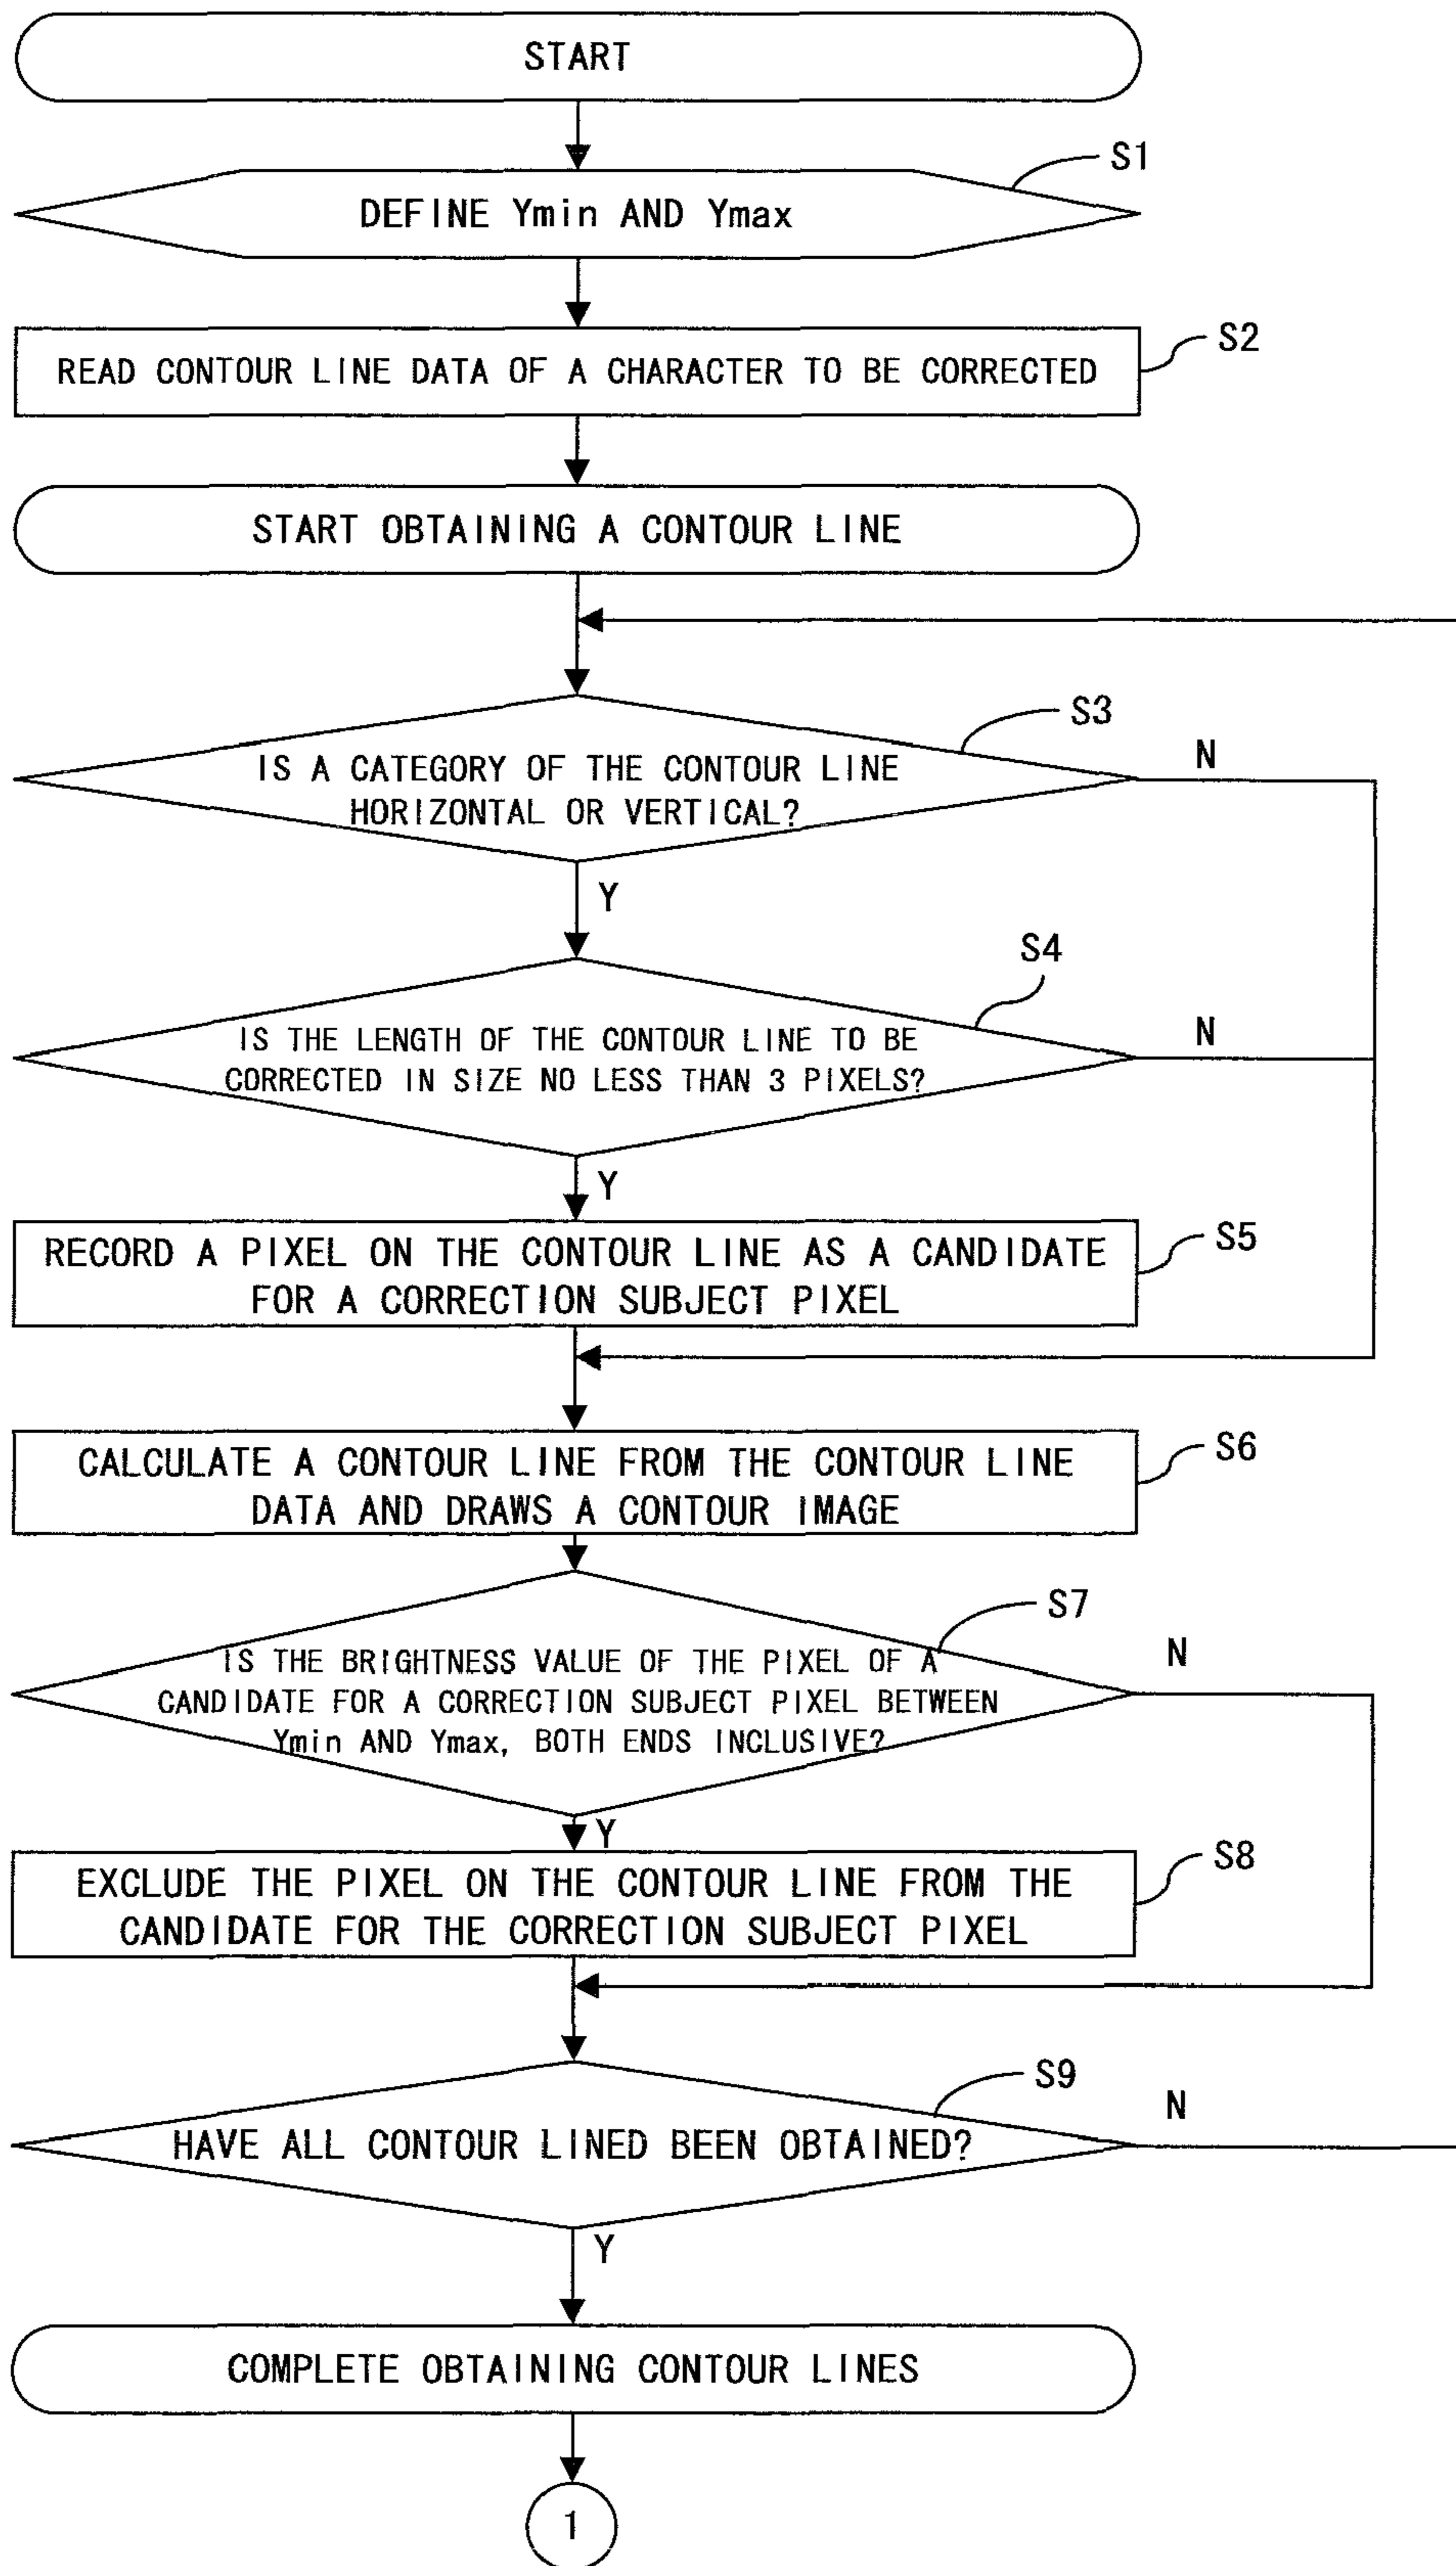 START
S1
DEFINE Ymin AND Ymax
S2
READ CONTOUR LINE DATA OF A CHARACTER TO BE CORRECTED
START OBTAINING A CONTOUR LINE
S3
N
IS A CATEGORY OF THE CONTOUR LINE
HORIZONTAL OR VERTICAL?
Y
S4
N
IS THE LENGTH OF THE CONTOUR LINE TO BE
CORRECTED IN SIZE NO LESS THAN 3 PIXELS?
Y
S5
RECORD A PIXEL ON THE CONTOUR LINE AS A CANDIDATE
FOR A CORRECTION SUBJECT PIXEL
S6
CALCULATE A CONTOUR LINE FROM THE CONTOUR LINE
DATA AND DRAWS A CONTOUR IMAGE
S7
N
IS THE BRIGHTNESS VALUE OF THE PIXEL OF A
CANDIDATE FOR A CORRECTION SUBJECT PIXEL BETWEEN
Ymin AND Ymax, BOTH ENDS INCLUSIVE?
Y
S8
EXCLUDE THE PIXEL ON THE CONTOUR LINE FROM THE
CANDIDATE FOR THE CORRECTION SUBJECT PIXEL
S9
N
HAVE ALL CONTOUR LINED BEEN OBTAINED?
Y
COMPLETE OBTAINING CONTOUR LINES
1